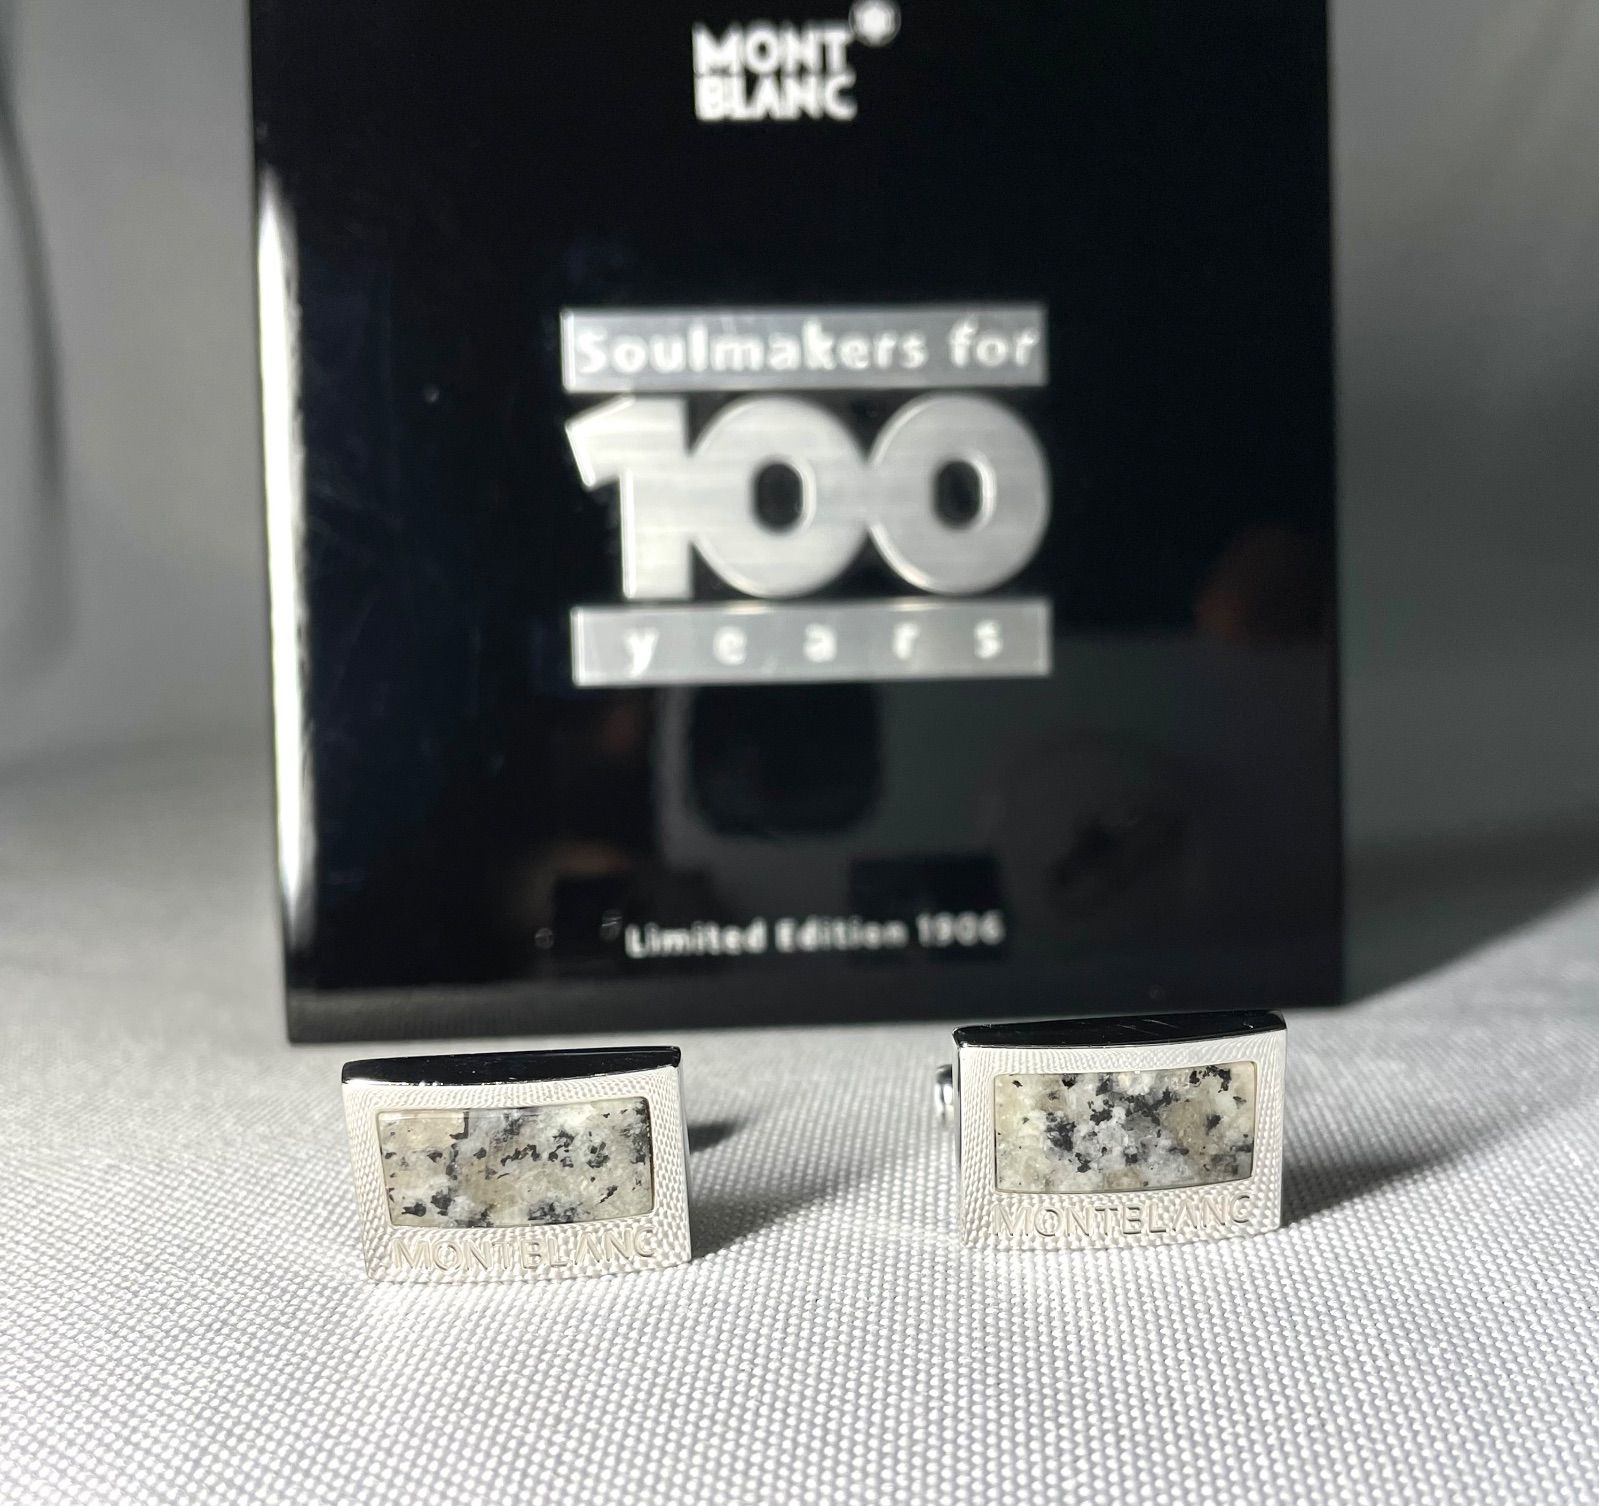 MONT
BLANC
Soulmakers for
100
years
Limited Edition 1906
MONTBLANC
MONTBLANC